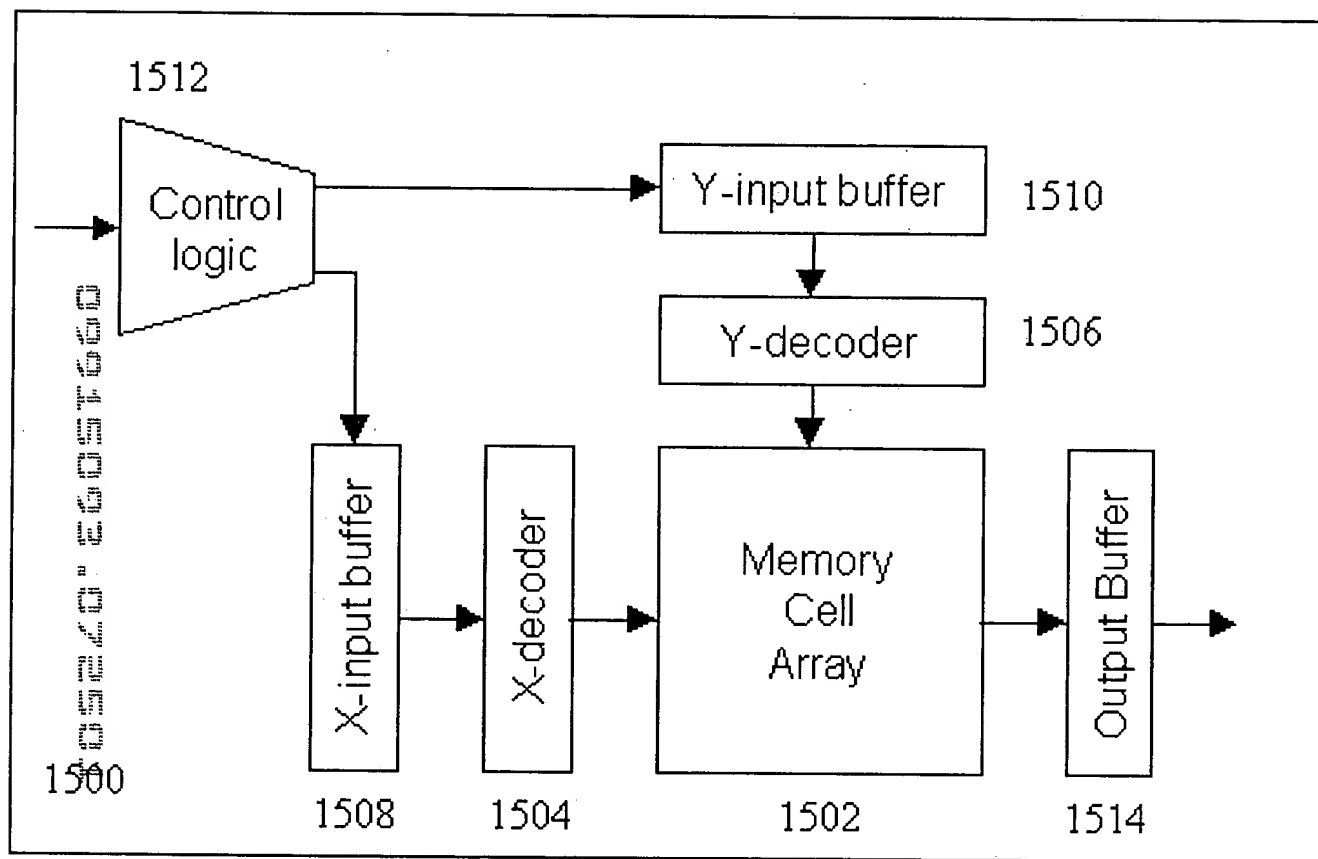 1512
Control
logic
Y-input buffer
1510
Y-decoder
1506
X-input buffer
X-decoder
Memory
Cell
Array
Output Buffer
1500
1508
1504
1502
1514